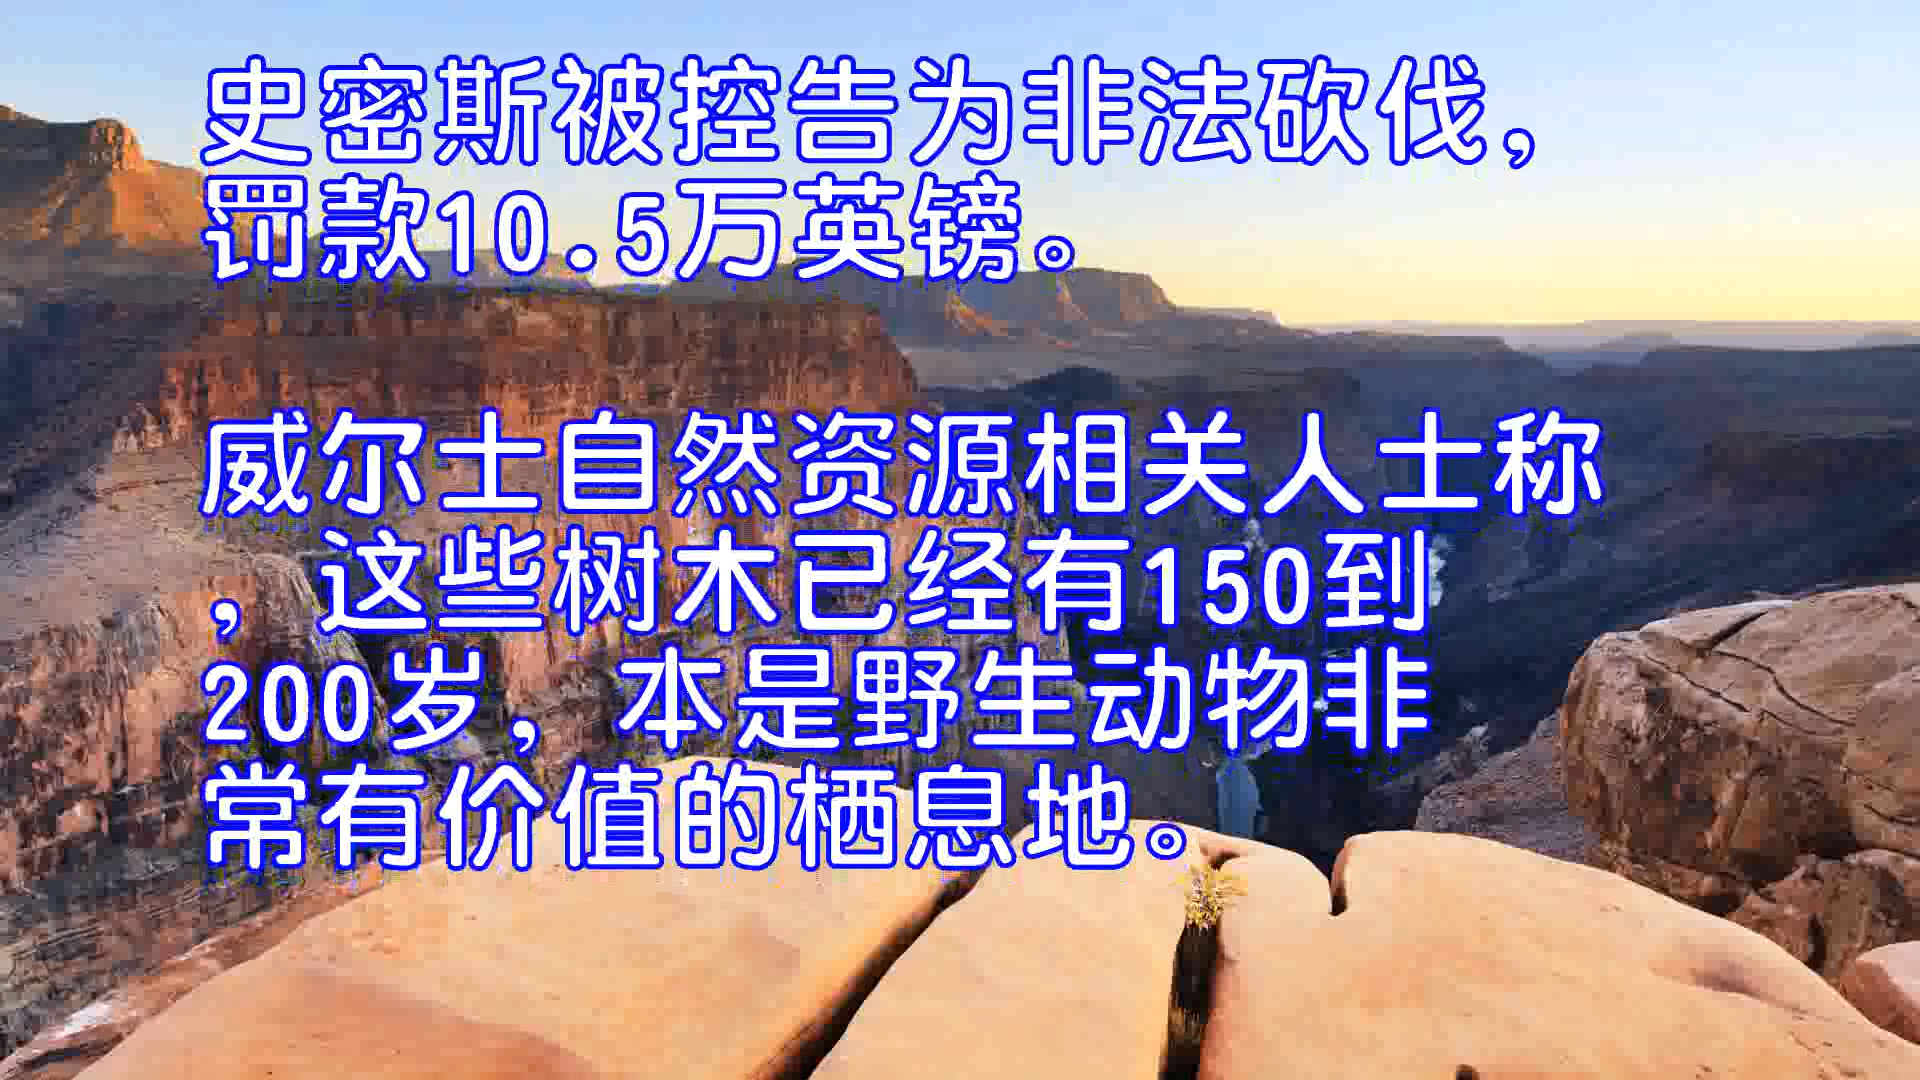 史密斯被控告为非法砍伐，
罚款10.5万英镑。
威尔士自然资源相关人士称
，这些树木已经有150到
200岁，本是野生动物非
常有价值的栖息地。